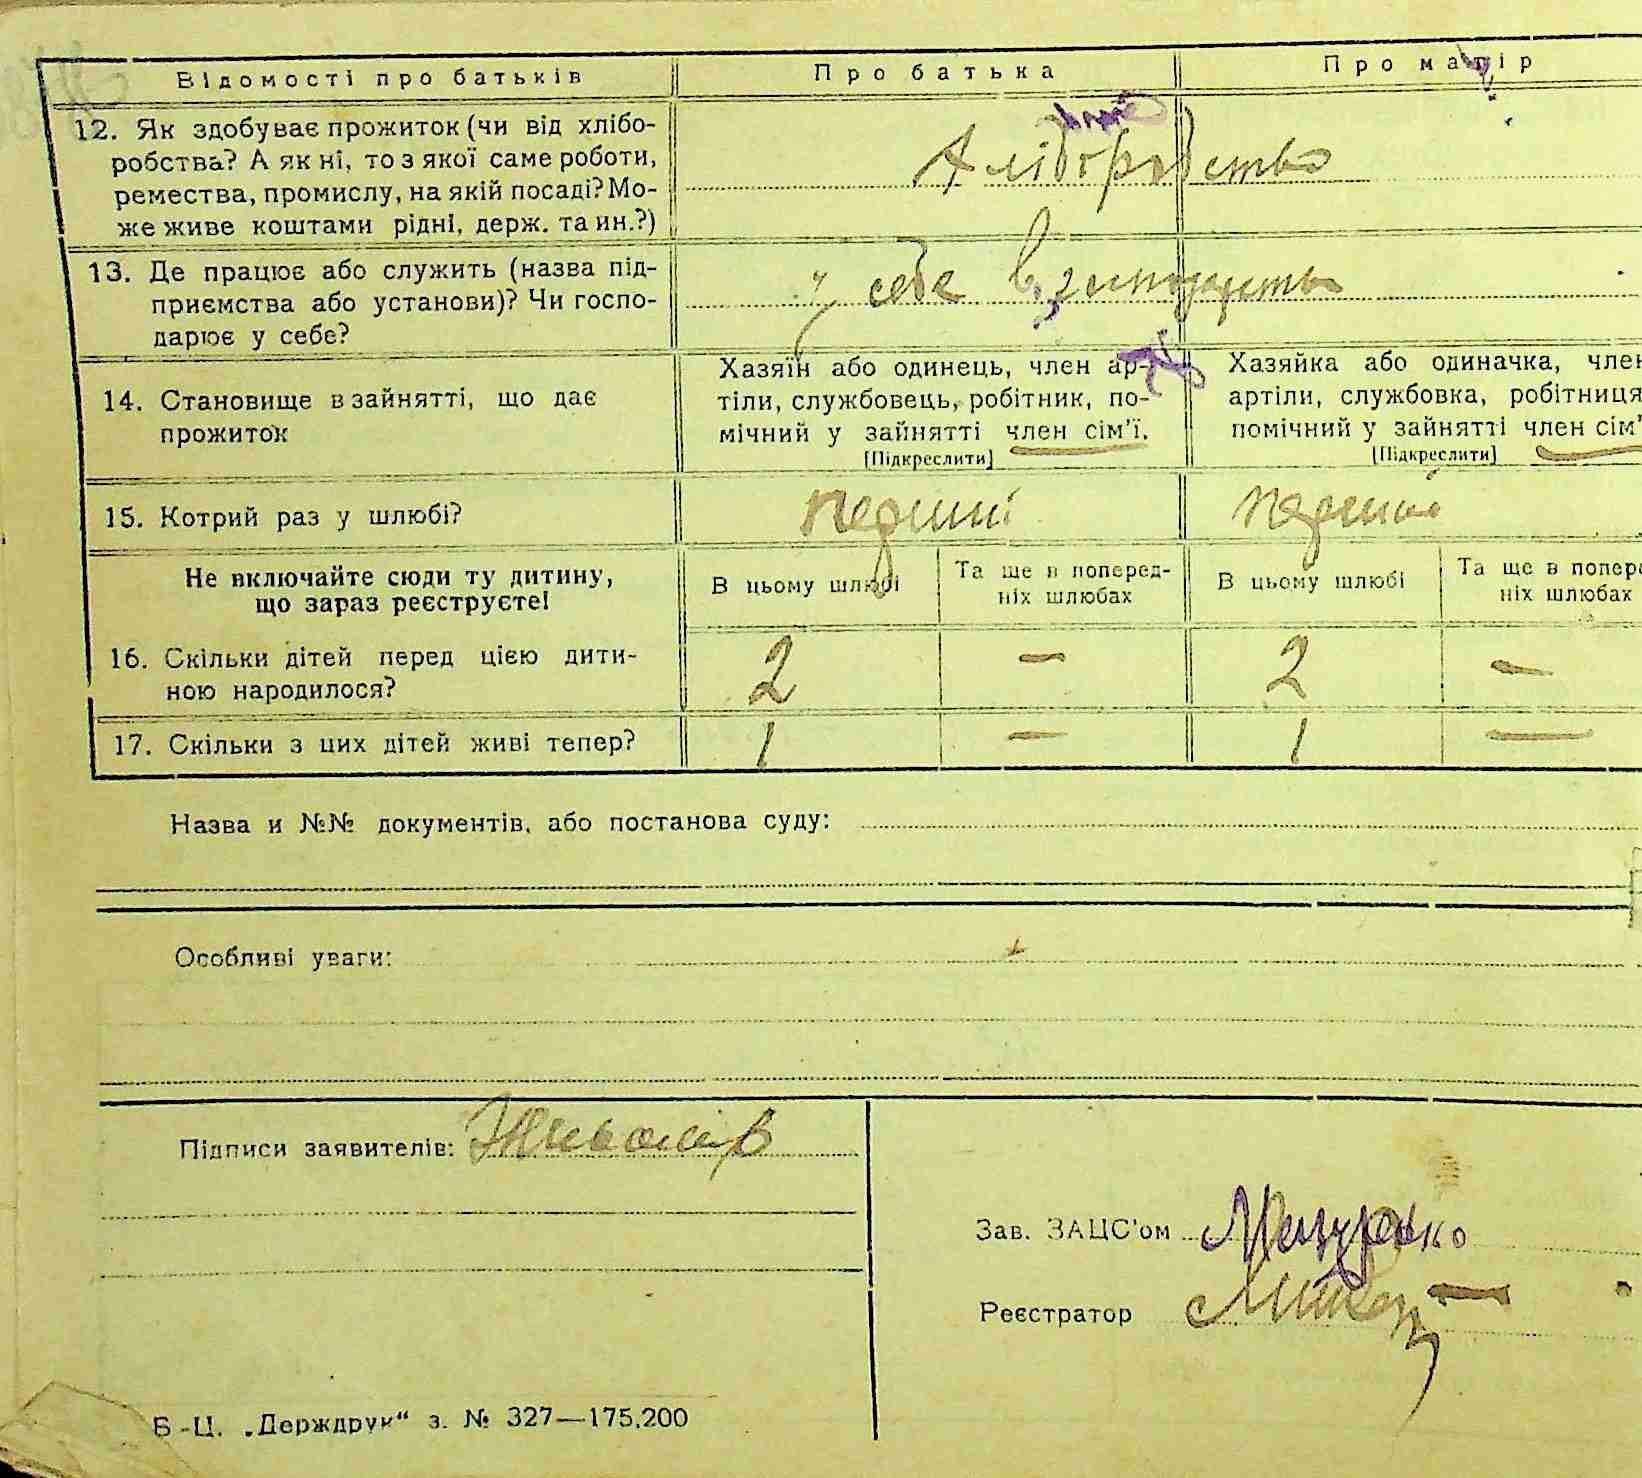 Відомості про батьків
Про батька
Про матір
12. Як здобуває прожиток (чи від хлібо-
робства? А як ні, то з якої саме роботи,
ремества, промислу, на якій посаді? Мо-
же живе коштами рідні, держ. та ин.?)
Хліборобство
13. Де працює або служить (назва під-
приємства або установи)? Чи госпо-
дарює у себе?
у себе в господарстві
14. Становище в зайнятті, що дає
прожиток
Хазяїн або одинець, член ар-
тіли, службовець, робітник, по-
мічний у зайнятті член сім'ї.
[Підкреслити]
Хазяйка або одиначка, член
артіли, службовка, робітниця
помічний у зайнятті член сім'
[Підкреслити]
15. Котрий раз у шлюбі?
перший
перший
Не включайте сюди ту дитину,
що зараз реєструєте!
В цьому шлюбі
Та ще в поперед-
ніх шлюбах
В цьому шлюбі
Та ще в попере
ніх шлюбах
16. Скільки дітей перед цією дити-
ною народилося?
2 — 2 —
17. Скільки з цих дітей живі тепер?
1 — 1 —
Назва и №№ документів, або постанова суду:
Особливі уваги:
Підписи заявителів:
Зав. ЗАЦС'ом
Реєстратор
Б-Ц. „Держдрук“ з. № 327—175.200